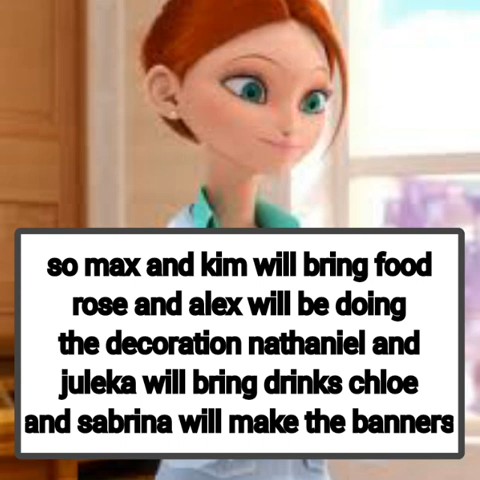 so max and kim will bring food
rose and alex will be doing
the decoration nathaniel and
juleka will bring drinks chloe
and sabrina will make the banners